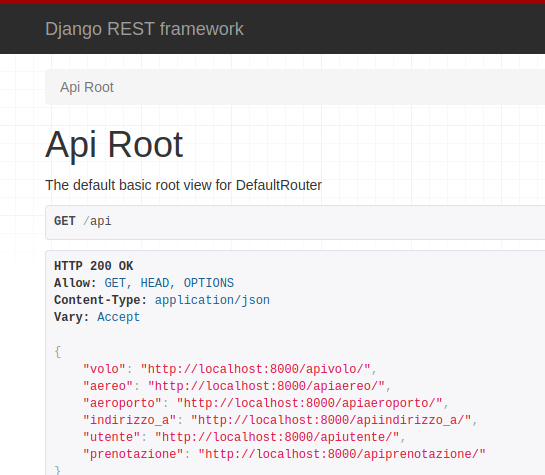 Django REST framework
Api Root
Api Root
The default basic root view for DefaultRouter
GET /api
HTTP 200 OK
Allow: GET, HEAD, OPTIONS
Content-Type: application/json
Vary: Accept
{
"volo": "http://localhost:8000/apivolo/",
"aereo": "http://localhost:8000/apiaereo/",
"aeroporto": "http://localhost:8000/apiaeroporto/",
"indirizzo_a": "http://localhost:8000/apiindirizzo_a/",
"utente": "http://localhost:8000/apiutente/",
"prenotazione": "http://localhost:8000/apiprenotazione/"
}